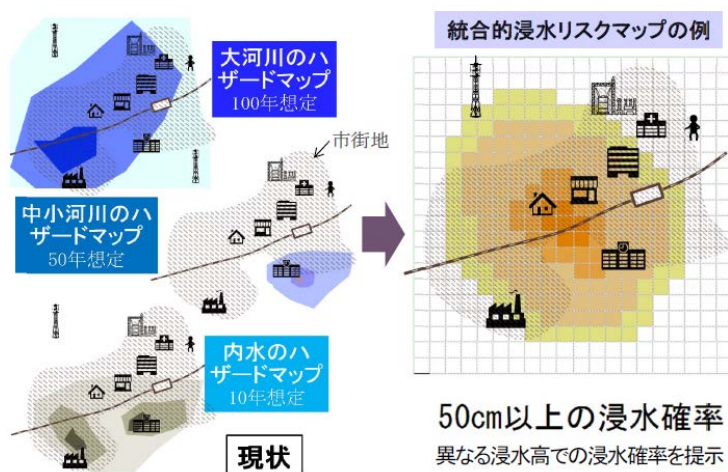 大河川のハ
ザードマップ
100年想定
市街地
中小河川のハ
ザードマップ
50年想定
内水のハ
ザードマップ
10年想定
現状
統合的浸水リスクマップの例
50cm以上の浸水確率
異なる浸水高での浸水確率を提示